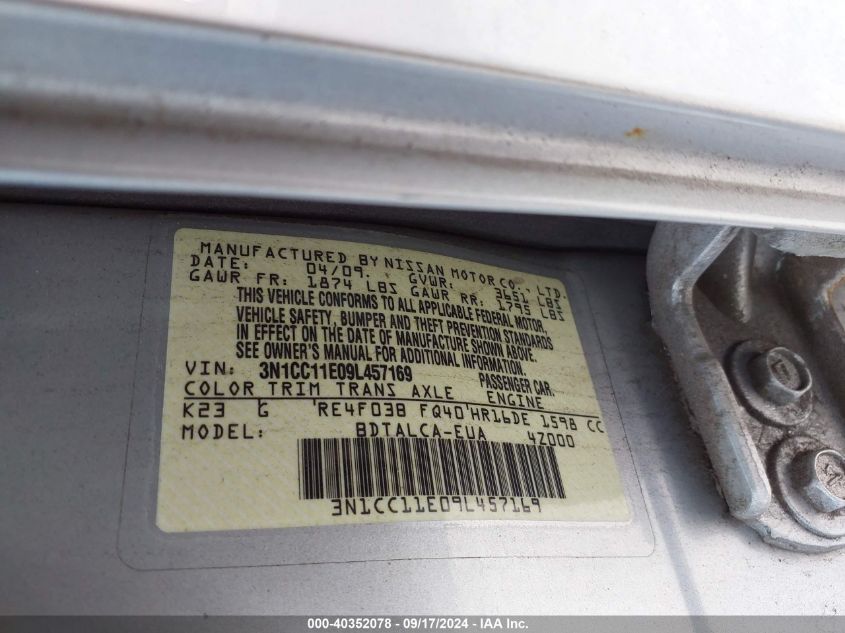 MANUFACTURED BY NISSAN MOTOR CO., LTD.
DATE: 04/09. GVWR: 3651 LBS
GAWR FR: 1874 LBS GAWR RR: 1795 LBS
THIS VEHICLE CONFORMS TO ALL APPLICABLE FEDERAL MOTOR
VEHICLE SAFETY, BUMPER AND THEFT PREVENTION STANDARDS
IN EFFECT ON THE DATE OF MANUFACTURE SHOWN ABOVE.
SEE OWNER'S MANUAL FOR ADDITIONAL INFORMATION.
VIN: 3N1CC11E09L457169 PASSENGER CAR.
COLOR TRIM TRANS AXLE ENGINE
K23 G RE4F03B FQ40 HR16DE 1598 CC
MODEL: BDTALCA-EUA 4Z000
3N1CC11E09L457169
000-40352078 - 09/17/2024 - IAA Inc.